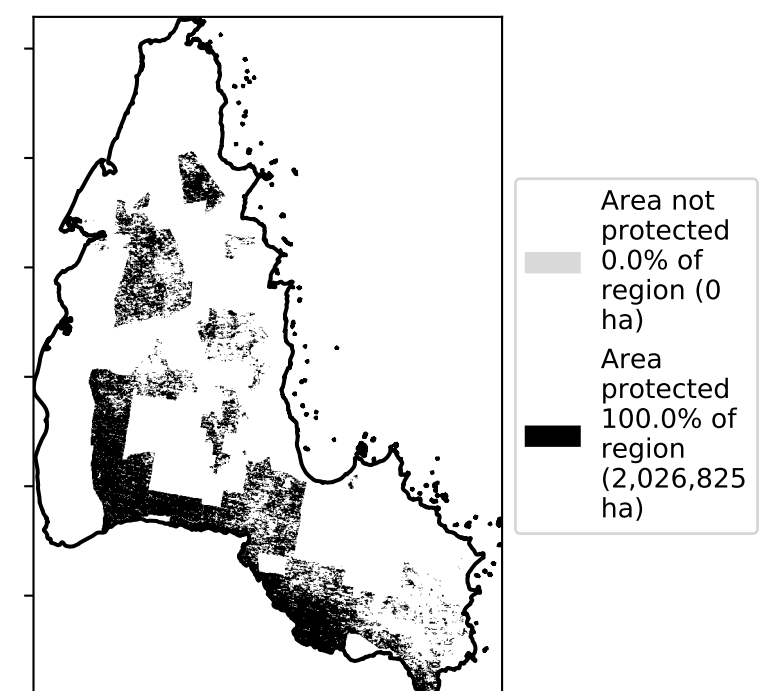 Area not
protected
0.0% of
region (0
ha)
Area
protected
100.0% of
region
(2,026,825
ha)